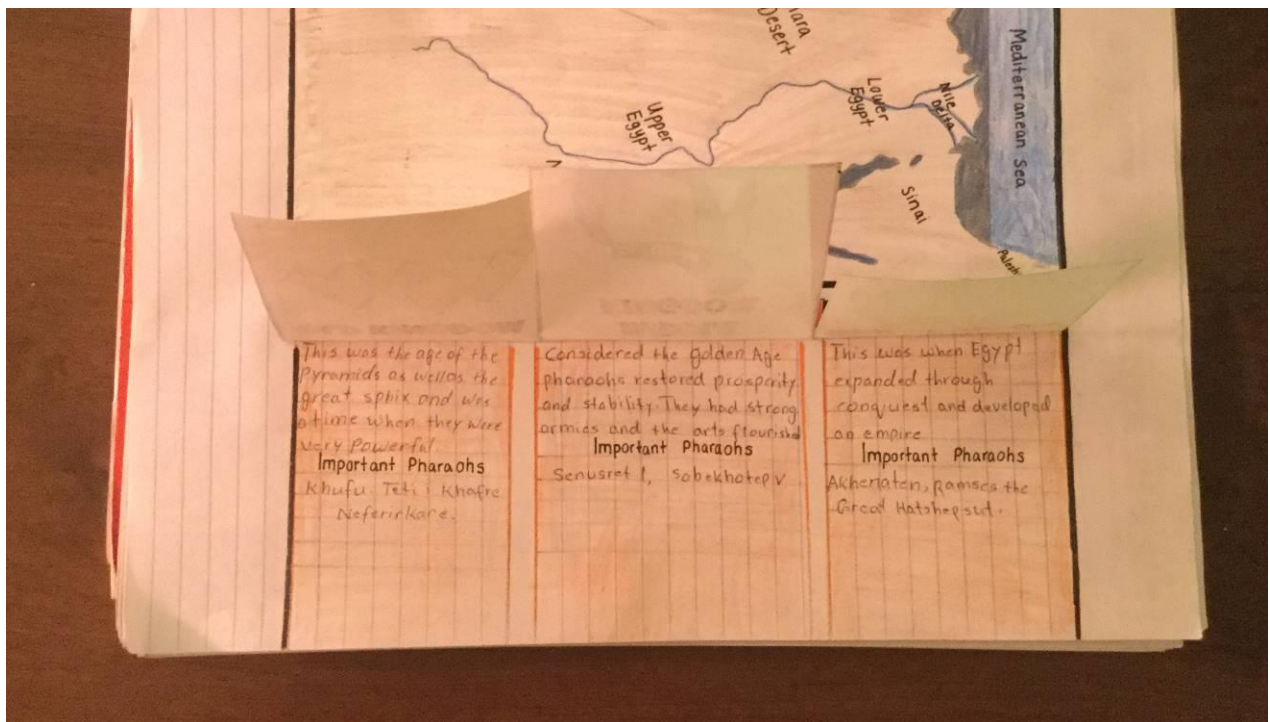 hara
Desert
Mediterranean Sea
Lower
Egypt
Nile
Delta
Upper
Egypt
Sinai
This was the age of the
Pyramids as well as the
great sphix and was
a time when they were
very Powerful
Important Pharaohs
Khufu Teti i Khafre
Neferirkare.
Considered the Golden Age
pharaohs restored prosperity
and stability. They had strong
armies and the arts flourished
Important Pharaohs
Senusret I, Sobekhotep V
This was when Egypt
expanded through
conquest and developed
an empire
Important Pharaohs
Akhenaten, Ramses the
Great Hatshepsut.